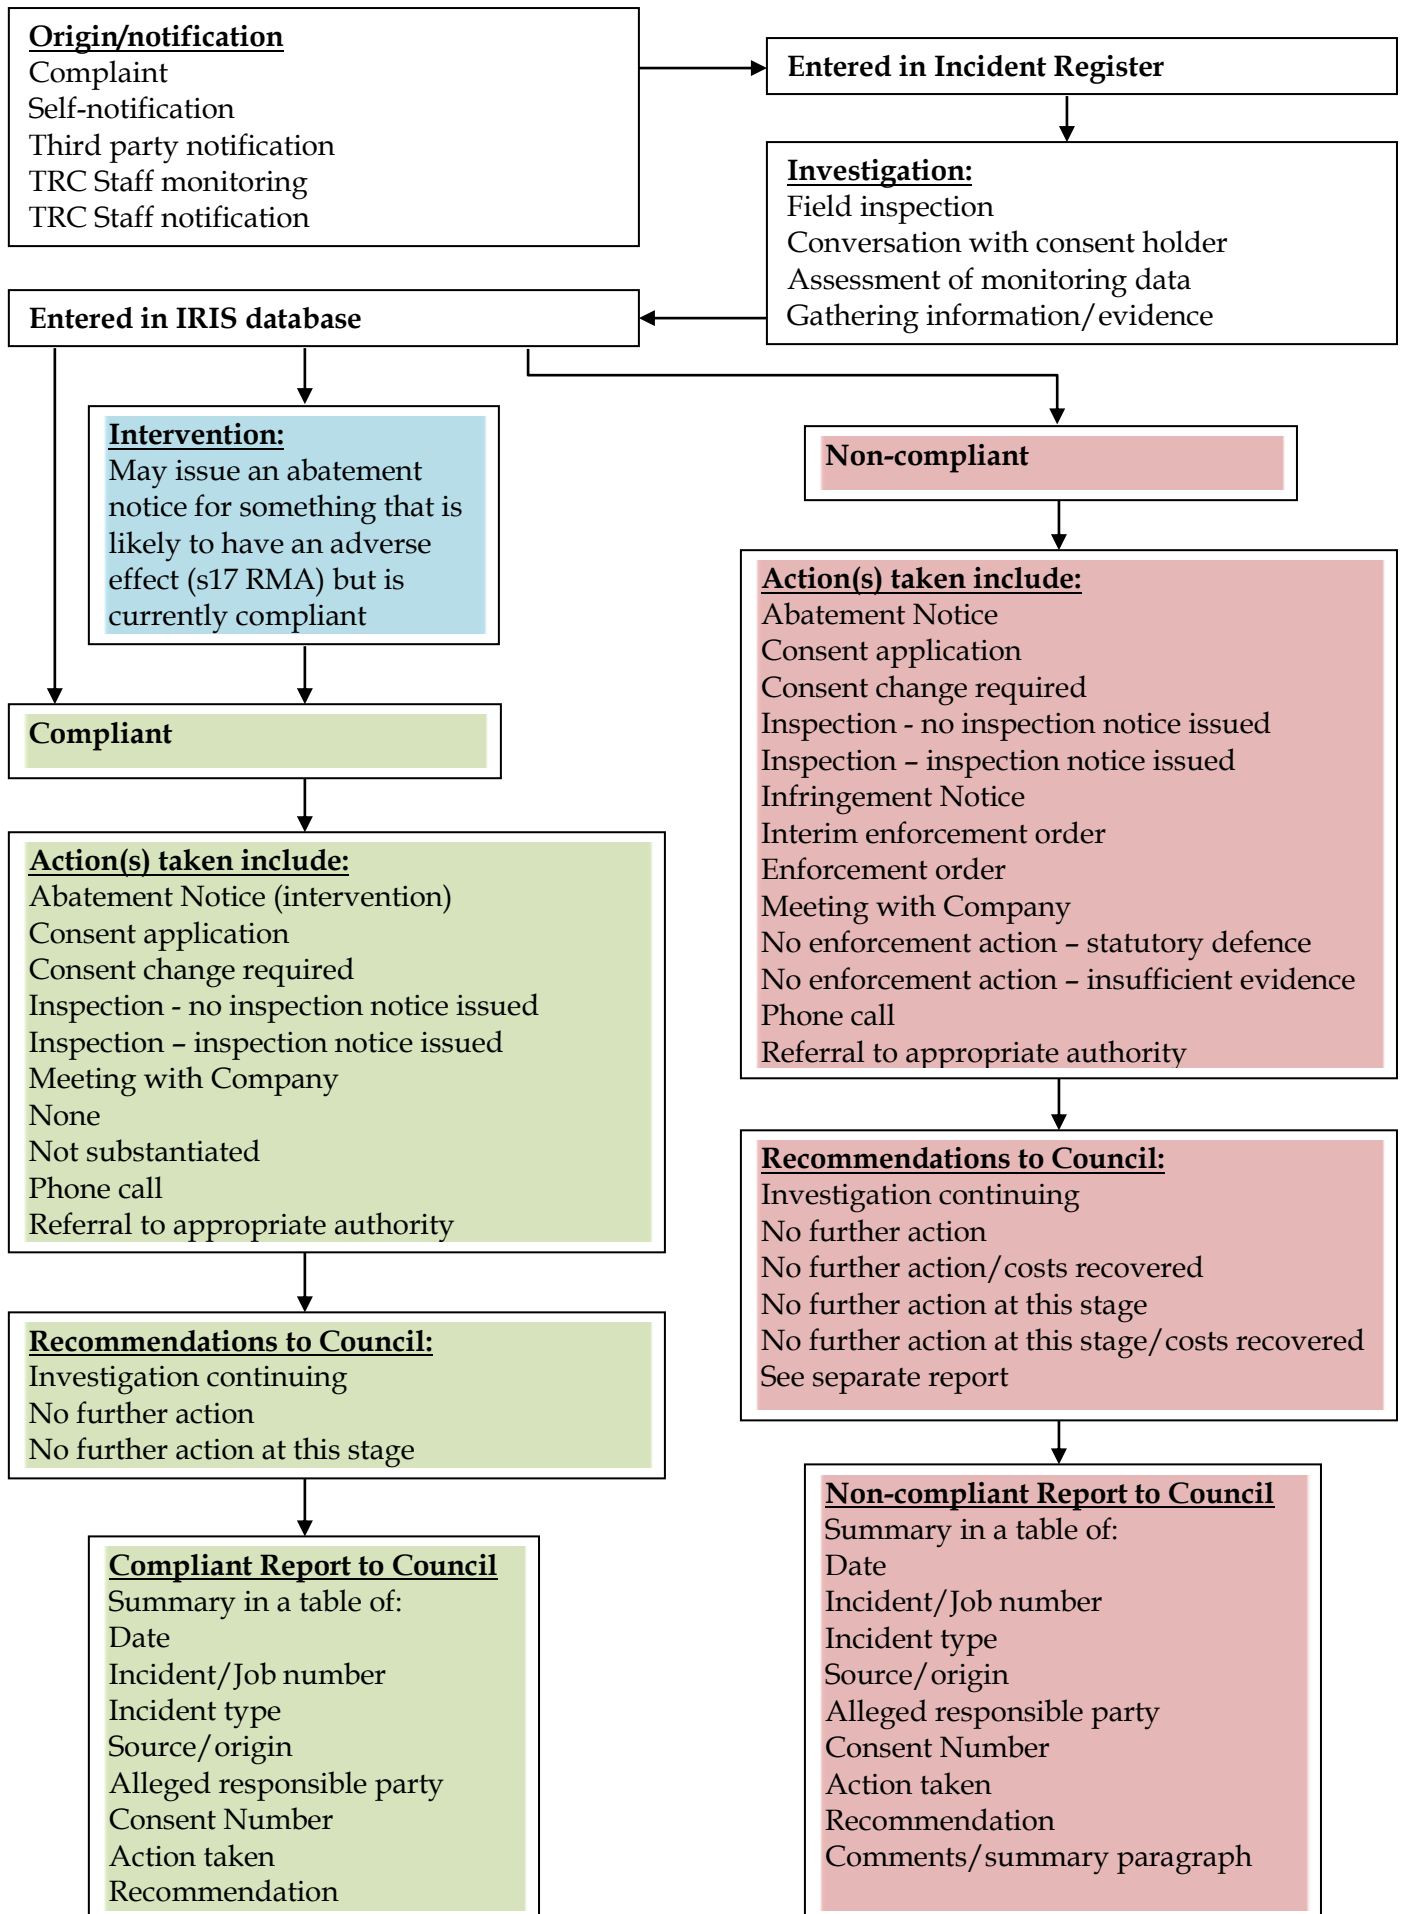 Origin/notification
Complaint
Self-notification
Third party notification
TRC Staff monitoring
TRC Staff notification
Entered in Incident Register
Investigation:
Field inspection
Conversation with consent holder
Assessment of monitoring data
Gathering information/evidence
Entered in IRIS database
Intervention:
May issue an abatement
notice for something that is
likely to have an adverse
effect (s17 RMA) but is
currently compliant
Compliant
Action(s) taken include:
Abatement Notice (intervention)
Consent application
Consent change required
Inspection - no inspection notice issued
Inspection – inspection notice issued
Meeting with Company
None
Not substantiated
Phone call
Referral to appropriate authority
Recommendations to Council:
Investigation continuing
No further action
No further action at this stage
Compliant Report to Council
Summary in a table of:
Date
Incident/Job number
Incident type
Source/origin
Alleged responsible party
Consent Number
Action taken
Recommendation
Non-compliant
Action(s) taken include:
Abatement Notice
Consent application
Consent change required
Inspection - no inspection notice issued
Inspection – inspection notice issued
Infringement Notice
Interim enforcement order
Enforcement order
Meeting with Company
No enforcement action – statutory defence
No enforcement action – insufficient evidence
Phone call
Referral to appropriate authority
Recommendations to Council:
Investigation continuing
No further action
No further action/costs recovered
No further action at this stage
No further action at this stage/costs recovered
See separate report
Non-compliant Report to Council
Summary in a table of:
Date
Incident/Job number
Incident type
Source/origin
Alleged responsible party
Consent Number
Action taken
Recommendation
Comments/summary paragraph